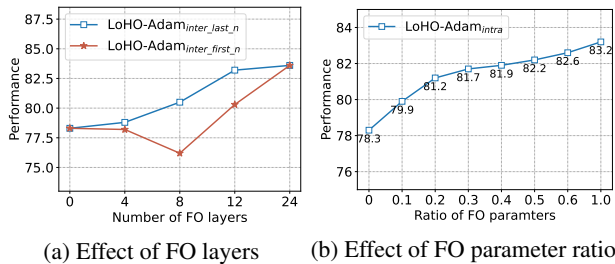 87.5
85.0
82.5
80.0
77.5
75.0
Performance
LoHO-Adam_inter_last_n
LoHO-Adam_inter_first_n
0 4 8 12 24
Number of FO layers
(a) Effect of FO layers
84
82
80
78
76
Performance
LoHO-Adam_intra
78.3 79.9 81.2 81.7 81.9 82.2 82.6 83.2
0 0.1 0.2 0.3 0.4 0.5 0.6 1.0
Ratio of FO paramters
(b) Effect of FO parameter ratio